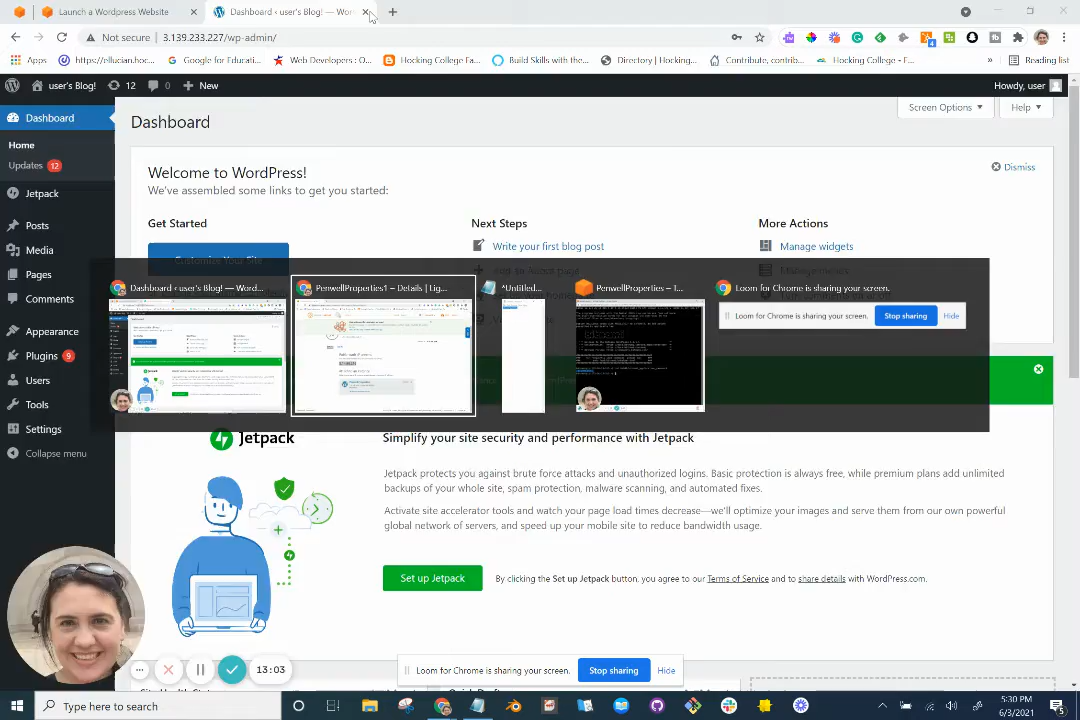 Launch a Wordpress Website
Dashboard ‹ user's Blog! — Wor
Not secure | 3.139.233.227/wp-admin/
Apps
https://ellucian.hoc...
Google for Educati...
Web Developers : O...
Hocking College Fa...
Build Skills with the...
Directory | Hocking...
Contribute, contrib...
Hocking College - F...
»
Reading list
user's Blog!
12
0
New
Howdy, user
Dashboard
Home
Updates 12
Jetpack
Posts
Media
Pages
Comments
Appearance
Plugins 9
Users
Tools
Settings
Collapse menu
Dashboard
Screen Options
Help
Welcome to WordPress!
We've assembled some links to get you started:
Dismiss
Get Started
Next Steps
More Actions
Customize Your Site
Write your first blog post
Manage widgets
Dashboard ‹ user's Blog! — Word...
PenwellProperties1 – Details | Lig...
*Untitled...
PenwellProperties – T...
Loom for Chrome is sharing your screen.
Loom for Chrome is sharing your screen.
Stop sharing
Hide
Jetpack
Simplify your site security and performance with Jetpack
Jetpack protects you against brute force attacks and unauthorized logins. Basic protection is always free, while premium plans add unlimited
backups of your whole site, spam protection, malware scanning, and automated fixes.
Activate site accelerator tools and watch your page load times decrease—we'll optimize your images and serve them from our own powerful
global network of servers, and speed up your mobile site to reduce bandwidth usage.
Set up Jetpack
By clicking the Set up Jetpack button, you agree to our Terms of Service and to share details with WordPress.com.
13:03
Loom for Chrome is sharing your screen.
Stop sharing
Hide
Type here to search
5:30 PM
6/3/2021
5